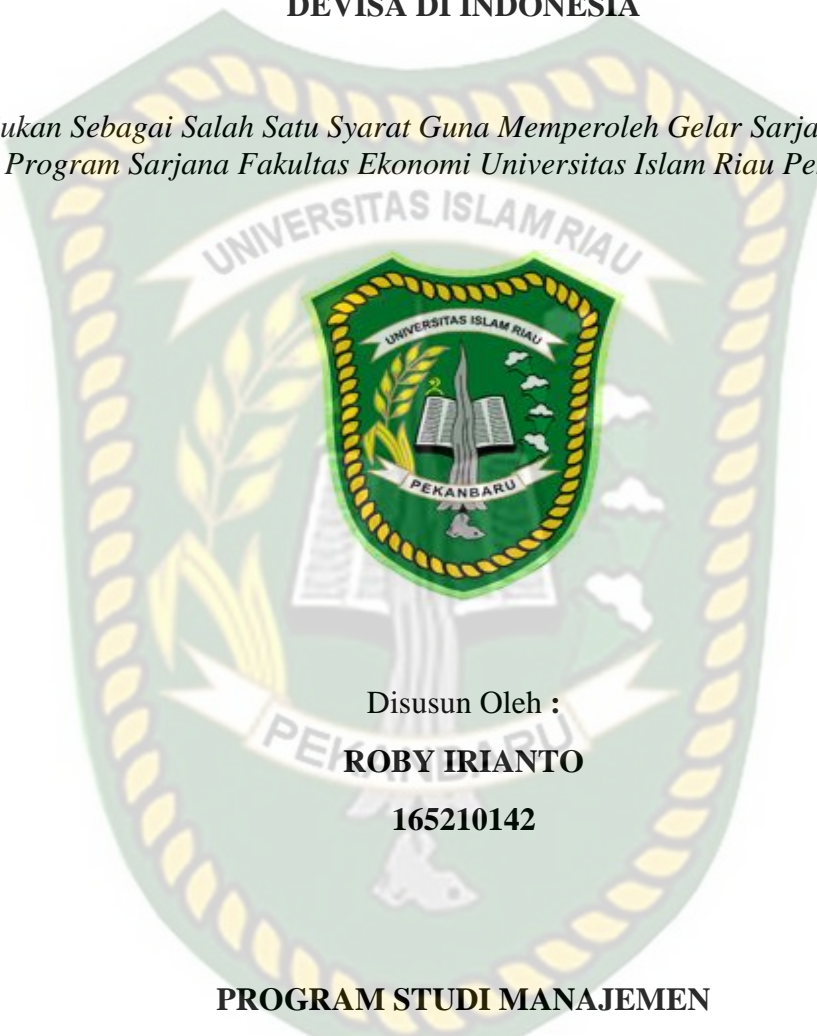 DEVISA DI INDONESIA
ukan Sebagai Salah Satu Syarat Guna Memperoleh Gelar Sarja
Program Sarjana Fakultas Ekonomi Universitas Islam Riau Pe
UNIVERSITAS ISLAM RIAU
UNIVERSITAS ISLAM RIAU
PEKANBARU
Disusun Oleh :
PEKANBARU
ROBY IRIANTO
165210142
PROGRAM STUDI MANAJEMEN